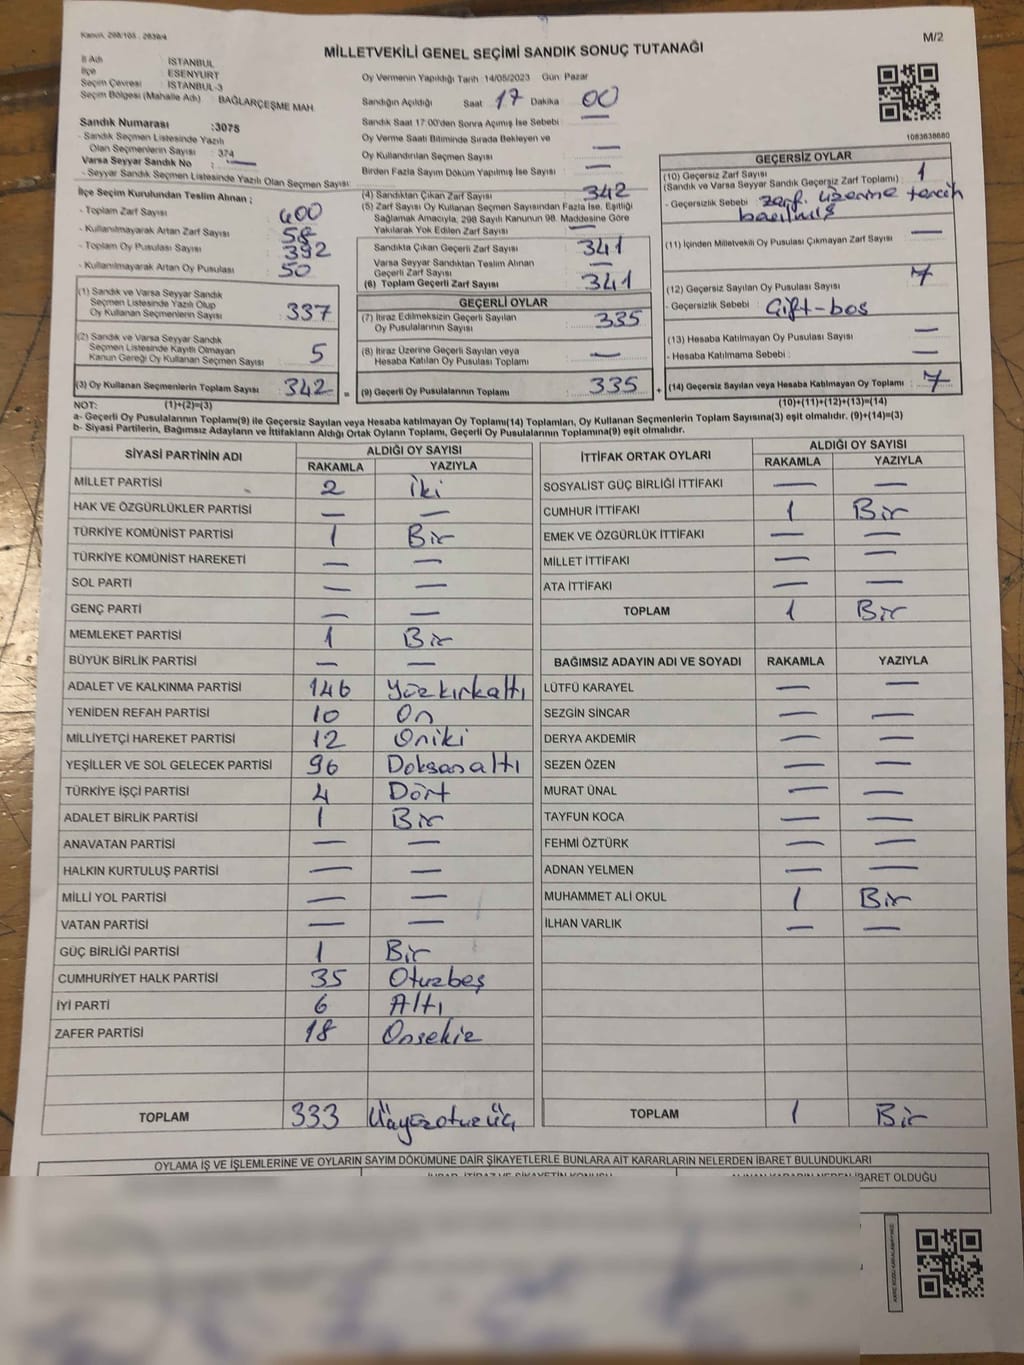 Kanun, 298/105 - 2839/4
M/2
MİLLETVEKİLİ GENEL SEÇİMİ SANDIK SONUÇ TUTANAĞI
İl Adı : İSTANBUL
İlçe : ESENYURT
Seçim Çevresi : İSTANBUL-3
Seçim Bölgesi (Mahalle Adı) : BAĞLARÇEŞME MAH.
Sandık Numarası :3075
- Sandık Seçmen Listesinde Yazılı
Olan Seçmenlerin Sayısı : 374
Varsa Seyyar Sandık No : —
- Seyyar Sandık Seçmen Listesinde Yazılı Olan Seçmen Sayısı:
İlçe Seçim Kurulundan Teslim Alınan ;
- Toplam Zarf Sayısı : 400
- Kullanılmayarak Artan Zarf Sayısı : 58
- Toplam Oy Pusulası Sayısı : 392
- Kullanılmayarak Artan Oy Pusulası : 50
(1) Sandık ve Varsa Seyyar Sandık
Seçmen Listesinde Yazılı Olup
Oy Kullanan Seçmenlerin Sayısı : 337
(2) Sandık ve Varsa Seyyar Sandık
Seçmen Listesinde Kayıtlı Olmayan
Kanun Gereği Oy Kullanan Seçmen Sayısı : 5
(3) Oy Kullanan Seçmenlerin Toplam Sayısı : 342 =
Oy Vermenin Yapıldığı Tarih :14/05/2023 Gün: Pazar
Sandığın Açıldığı Saat 17 Dakika 00
Sandık Saat 17:00'den Sonra Açımış İse Sebebi : —
Oy Verme Saati Bitiminde Sırada Bekleyen ve
Oy Kullandırılan Seçmen Sayısı : —
Birden Fazla Sayım Döküm Yapılmış İse Sayısı : —
(4) Sandıktan Çıkan Zarf Sayısı : 342
(5) Zarf Sayısı Oy Kullanan Seçmen Sayısından Fazla İse, Eşitliği
Sağlamak Amacıyla, 298 Sayılı Kanunun 98. Maddesine Göre
Yakılarak Yok Edilen Zarf Sayısı : —
Sandıkta Çıkan Geçerli Zarf Sayısı : 341
Varsa Seyyar Sandıktan Teslim Alınan
Geçerli Zarf Sayısı : —
(6) Toplam Geçerli Zarf Sayısı : 341
GEÇERLİ OYLAR
(7) İtiraz Edilmeksizin Geçerli Sayılan
Oy Pusulalarının Sayısı : 335
(8) İtiraz Üzerine Geçerli Sayılan veya
Hesaba Katılan Oy Pusulası Toplamı : —
(9) Geçerli Oy Pusulalarının Toplamı : 335 +
1083638680
GEÇERSİZ OYLAR
(10) Geçersiz Zarf Sayısı : 1
(Sandık ve Varsa Seyyar Sandık Geçersiz Zarf Toplamı)
- Geçersizlik Sebebi : zarf üzerine tercih
basılmış
(11) İçinden Milletvekili Oy Pusulası Çıkmayan Zarf Sayısı : —
(12) Geçersiz Sayılan Oy Pusulası Sayısı : 7
- Geçersizlik Sebebi : Çift-boş
(13) Hesaba Katılmayan Oy Pusulası Sayısı : —
- Hesaba Katılmama Sebebi : —
(14) Geçersiz Sayılan veya Hesaba Katılmayan Oy Toplamı : 7
(10)+(11)+(12)+(13)=(14)
NOT: (1)+(2)=(3)
a- Geçerli Oy Pusulalarının Toplamı(9) ile Geçersiz Sayılan veya Hesaba katılmayan Oy Toplamı(14) Toplamları, Oy Kullanan Seçmenlerin Toplam Sayısına(3) eşit olmalıdır. (9)+(14)=(3)
b- Siyasi Partilerin, Bağımsız Adayların ve İttifakların Aldığı Ortak Oyların Toplamı, Geçerli Oy Pusulalarının Toplamına(9) eşit olmalıdır.
SİYASİ PARTİNİN ADI ALDIĞI OY SAYISI
RAKAMLA YAZIYLA
MİLLET PARTİSİ 2 İki
HAK VE ÖZGÜRLÜKLER PARTİSİ — —
TÜRKİYE KOMÜNİST PARTİSİ 1 Bir
TÜRKİYE KOMÜNİST HAREKETİ — —
SOL PARTİ — —
GENÇ PARTİ — —
MEMLEKET PARTİSİ 1 Bir
BÜYÜK BİRLİK PARTİSİ — —
ADALET VE KALKINMA PARTİSİ 146 Yüzkırkaltı
YENİDEN REFAH PARTİSİ 10 On
MİLLİYETÇİ HAREKET PARTİSİ 12 Oniki
YEŞİLLER VE SOL GELECEK PARTİSİ 96 Doksanaltı
TÜRKİYE İŞÇİ PARTİSİ 4 Dört
ADALET BİRLİK PARTİSİ 1 Bir
ANAVATAN PARTİSİ — —
HALKIN KURTULUŞ PARTİSİ — —
MİLLİ YOL PARTİSİ — —
VATAN PARTİSİ — —
GÜÇ BİRLİĞİ PARTİSİ 1 Bir
CUMHURİYET HALK PARTİSİ 35 Otuzbeş
İYİ PARTİ 6 Altı
ZAFER PARTİSİ 18 Onsekiz
TOPLAM 333 Üçyüzotuzüç
İTTİFAK ORTAK OYLARI ALDIĞI OY SAYISI
RAKAMLA YAZIYLA
SOSYALİST GÜÇ BİRLİĞİ İTTİFAKI — —
CUMHUR İTTİFAKI 1 Bir
EMEK VE ÖZGÜRLÜK İTTİFAKI — —
MİLLET İTTİFAKI — —
ATA İTTİFAKI — —
TOPLAM 1 Bir
BAĞIMSIZ ADAYIN ADI VE SOYADI RAKAMLA YAZIYLA
LÜTFÜ KARAYEL — —
SEZGİN SİNCAR — —
DERYA AKDEMİR — —
SEZEN ÖZEN — —
MURAT ÜNAL — —
TAYFUN KOCA — —
FEHMİ ÖZTÜRK — —
ADNAN YELMEN — —
MUHAMMET ALİ OKUL 1 Bir
İLHAN VARLIK — —
TOPLAM 1 Bir
OYLAMA İŞ VE İŞLEMLERİNE VE OYLARIN SAYIM DÖKÜMÜNE DAİR ŞİKAYETLERLE BUNLARA AİT KARARLARIN NELERDEN İBARET BULUNDUKLARI
İBARET OLDUĞU